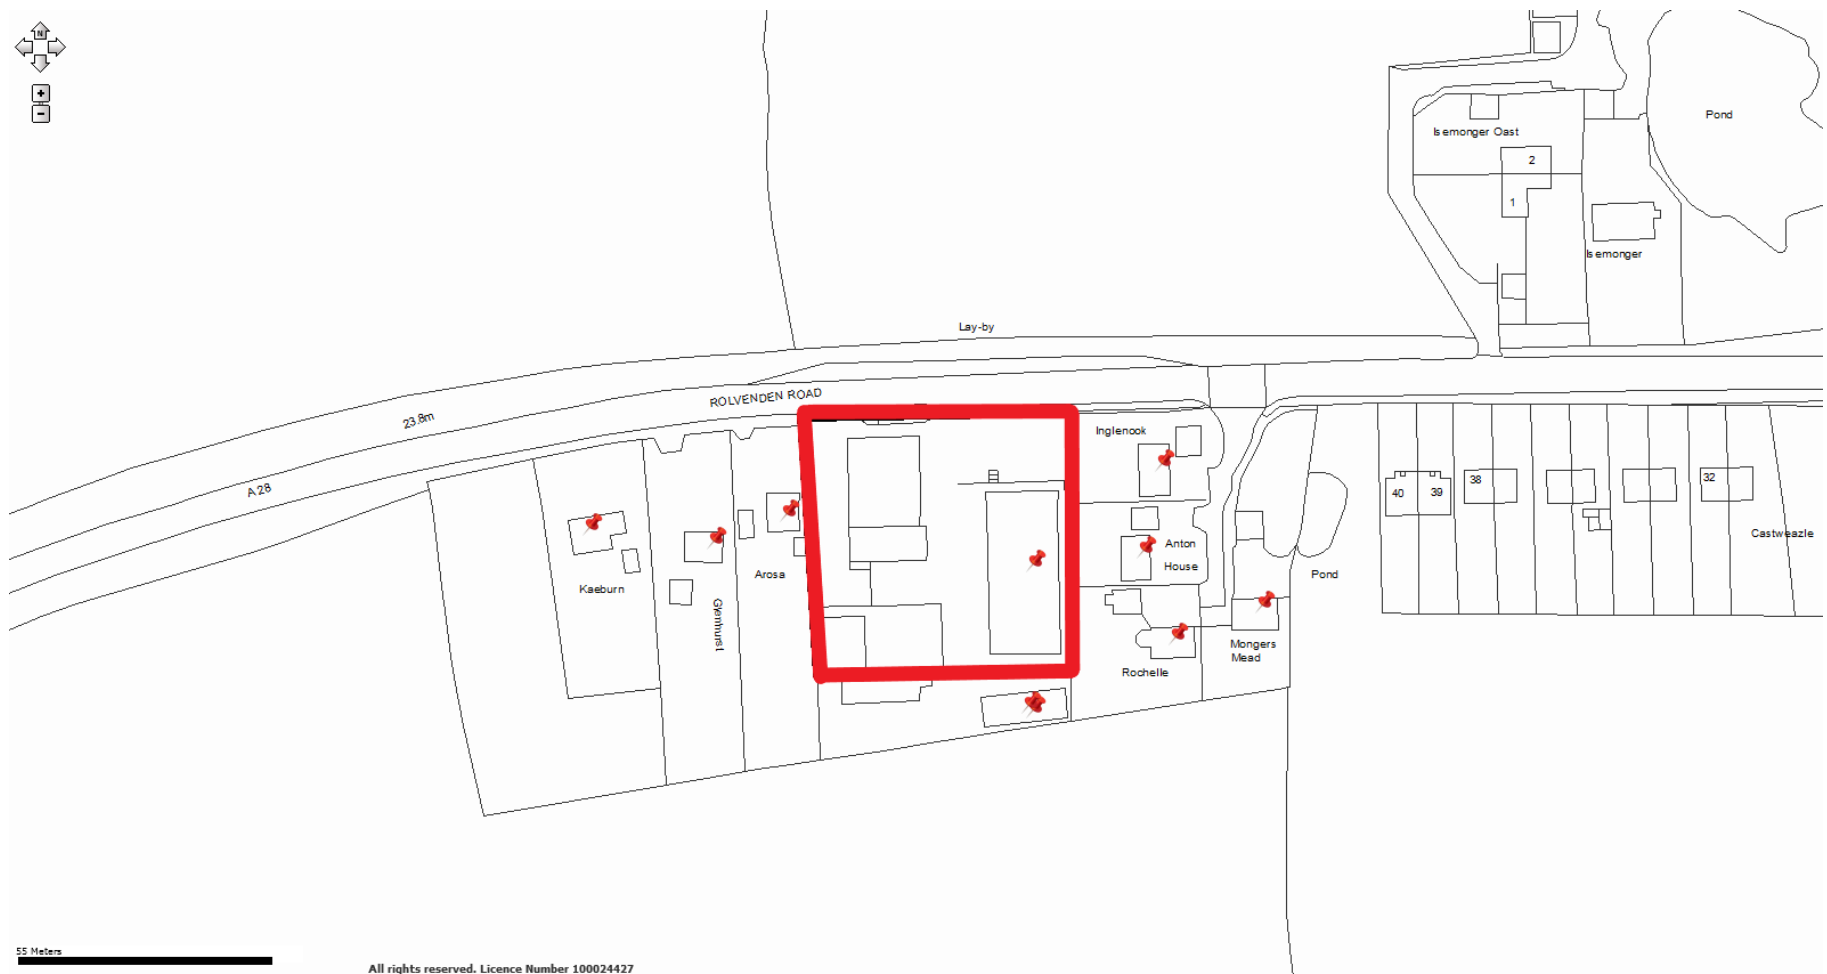 N
Pond
Isemonger Oast
2
1
Isemonger
Lay-by
ROLVENDEN ROAD
23.8m
A 28
Inglenook
40
39
38
32
Castweazle
Anton
House
Arosa
Kaeburn
Glenhurst
Pond
Mongers
Mead
Rochelle
55 Meters
All rights reserved. Licence Number 100024427